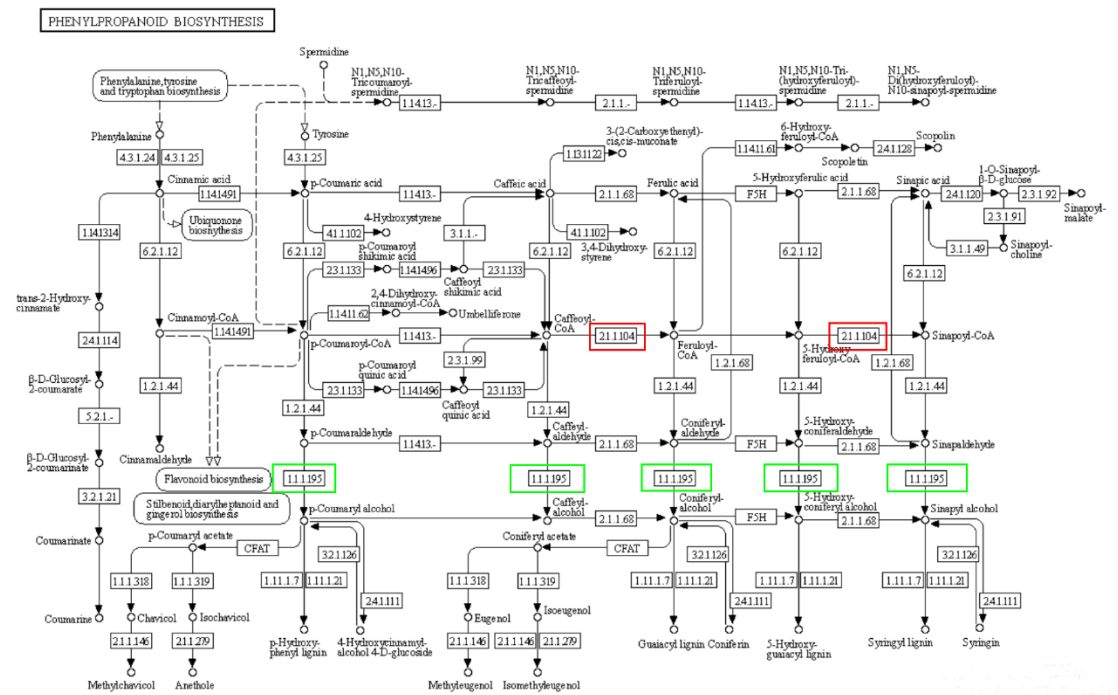 PHENYLPROPANOID BIOSYNTHESIS
Spermidine
Phenylalanine,tyrosine
and tryptophan biosynthesis
N1,N5,N10-
Tricoumaroyl-
spermidine
N1,N5,N10-
Tricaffeoyl-
spermidine
N1,N5,N10-
Triferuloyl-
spermidine
N1,N5,N10-Tri-
(hydroxyferuloyl)-
spermidine
N1,N5-
Di(hydroxyferuloyl)-
N10-sinapoyl-spermidine
1.14.13.-
2.1.1.-
1.14.13.-
2.1.1.-
Phenylalanine
Tyrosine
4.3.1.24
4.3.1.25
4.3.1.25
3-(2-Carboxyethenyl)-
cis,cis-muconate
1.13.11.22
6-Hydroxy-
feruloyl-CoA
1.14.11.61
Scopoletin
2.4.1.128
Scopolin
Cinnamic acid
1.14.14.91
p-Coumaric acid
1.14.13.-
Caffeic acid
2.1.1.68
Ferulic acid
F5H
5-Hydroxyferulic acid
2.1.1.68
Sinapic acid
2.4.1.120
1-O-Sinapoyl-
β-D-glucose
2.3.1.92
Sinapoyl-
malate
2.3.1.91
3.1.1.49
Sinapoyl-
choline
Ubiquonone
biosnythesis
1.14.13.14
4-Hydroxystyrene
4.1.1.102
3.1.1.-
4.1.1.102
3,4-Dihydroxy-
styrene
6.2.1.12
6.2.1.12
6.2.1.12
6.2.1.12
6.2.1.12
6.2.1.12
p-Coumaroyl
shikimic acid
2.3.1.133
1.14.14.96
Caffeoyl
shikimic acid
2.3.1.133
trans-2-Hydroxy-
cinnamate
2,4-Dihydroxy-
cinnamoyl-CoA
1.14.11.62
Umbelliferone
Cinnamoyl-CoA
1.14.14.91
p-Coumaroyl-CoA
1.14.13.-
Caffeoyl-
CoA
2.1.1.104
Feruloyl-
CoA
5-Hydroxy-
feruloyl-CoA
2.1.1.104
Sinapoyl-CoA
2.4.1.114
2.3.1.99
p-Coumaroyl
quinic acid
2.3.1.133
1.14.14.96
Caffeoyl
quinic acid
2.3.1.133
1.2.1.68
1.2.1.68
β-D-Glucosyl-
2-coumarate
1.2.1.44
1.2.1.44
1.2.1.44
1.2.1.44
1.2.1.44
1.2.1.44
5.2.1.-
Cinnamaldehyde
p-Coumaraldehyde
1.14.13.-
Caffeyl-
aldehyde
2.1.1.68
Coniferyl-
aldehyde
F5H
5-Hydroxy-
coniferaldehyde
2.1.1.68
Sinapaldehyde
β-D-Glucosyl-
2-coumarinate
Flavonoid biosynthesis
1.1.1.195
1.1.1.195
1.1.1.195
1.1.1.195
1.1.1.195
3.2.1.21
Stilbenoid,diarylheptanoid and
gingerol biosynthesis
p-Coumaryl alcohol
Caffeyl-
alcohol
2.1.1.68
Coniferyl-
alcohol
F5H
5-Hydroxy-
coniferyl alcohol
2.1.1.68
Sinapyl alcohol
Coumarinate
p-Coumaryl acetate
CFAT
Coniferyl acetate
CFAT
3.2.1.126
3.2.1.126
3.2.1.126
1.1.1.318
1.1.1.319
1.11.1.7
1.11.1.21
1.1.1.318
1.1.1.319
1.11.1.7
1.11.1.21
1.11.1.7
1.11.1.21
1.11.1.7
1.11.1.21
2.4.1.111
2.4.1.111
2.4.1.111
Coumarine
Chavicol
Isochavicol
Eugenol
Isoeugenol
2.1.1.146
2.1.1.279
p-Hydroxy-
phenyl lignin
4-Hydroxycinnamyl-
alcohol 4-D-glucoside
2.1.1.146
2.1.1.146
2.1.1.279
Guaiacyl lignin
Coniferin
5-Hydroxy-
guaiacyl lignin
Syringyl lignin
Syringin
Methylchavicol
Anethole
Methyleugenol
Isomethyleugenol